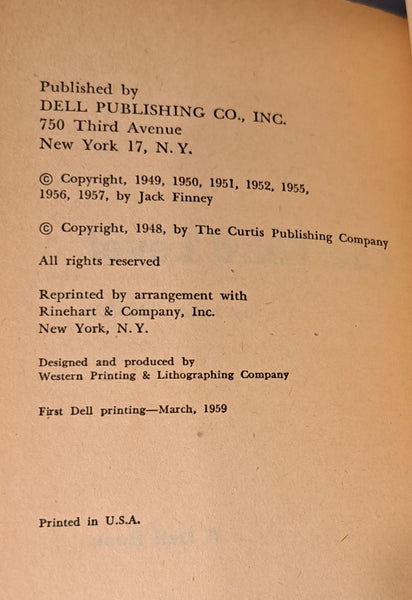 Published by
DELL PUBLISHING CO., INC.
750 Third Avenue
New York 17, N.Y.
© Copyright, 1949, 1950, 1951, 1952, 1955,
1956, 1957, by Jack Finney
© Copyright, 1948, by The Curtis Publishing Company
All rights reserved
Reprinted by arrangement with
Rinehart & Company, Inc.
New York, N.Y.
Designed and produced by
Western Printing & Lithographing Company
First Dell printing—March, 1959
Printed in U.S.A.